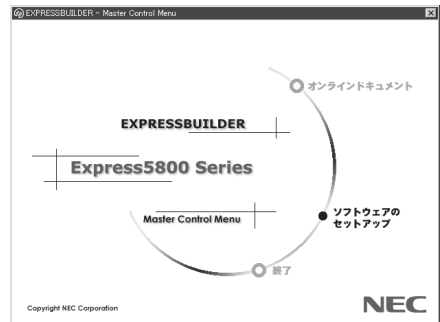 EXPRESSBUILDER - Master Control Menu
オンラインドキュメント
EXPRESSBUILDER
Express5800 Series
Master Control Menu
ソフトウェアの
セットアップ
終了
Copyright NEC Corporation
NEC